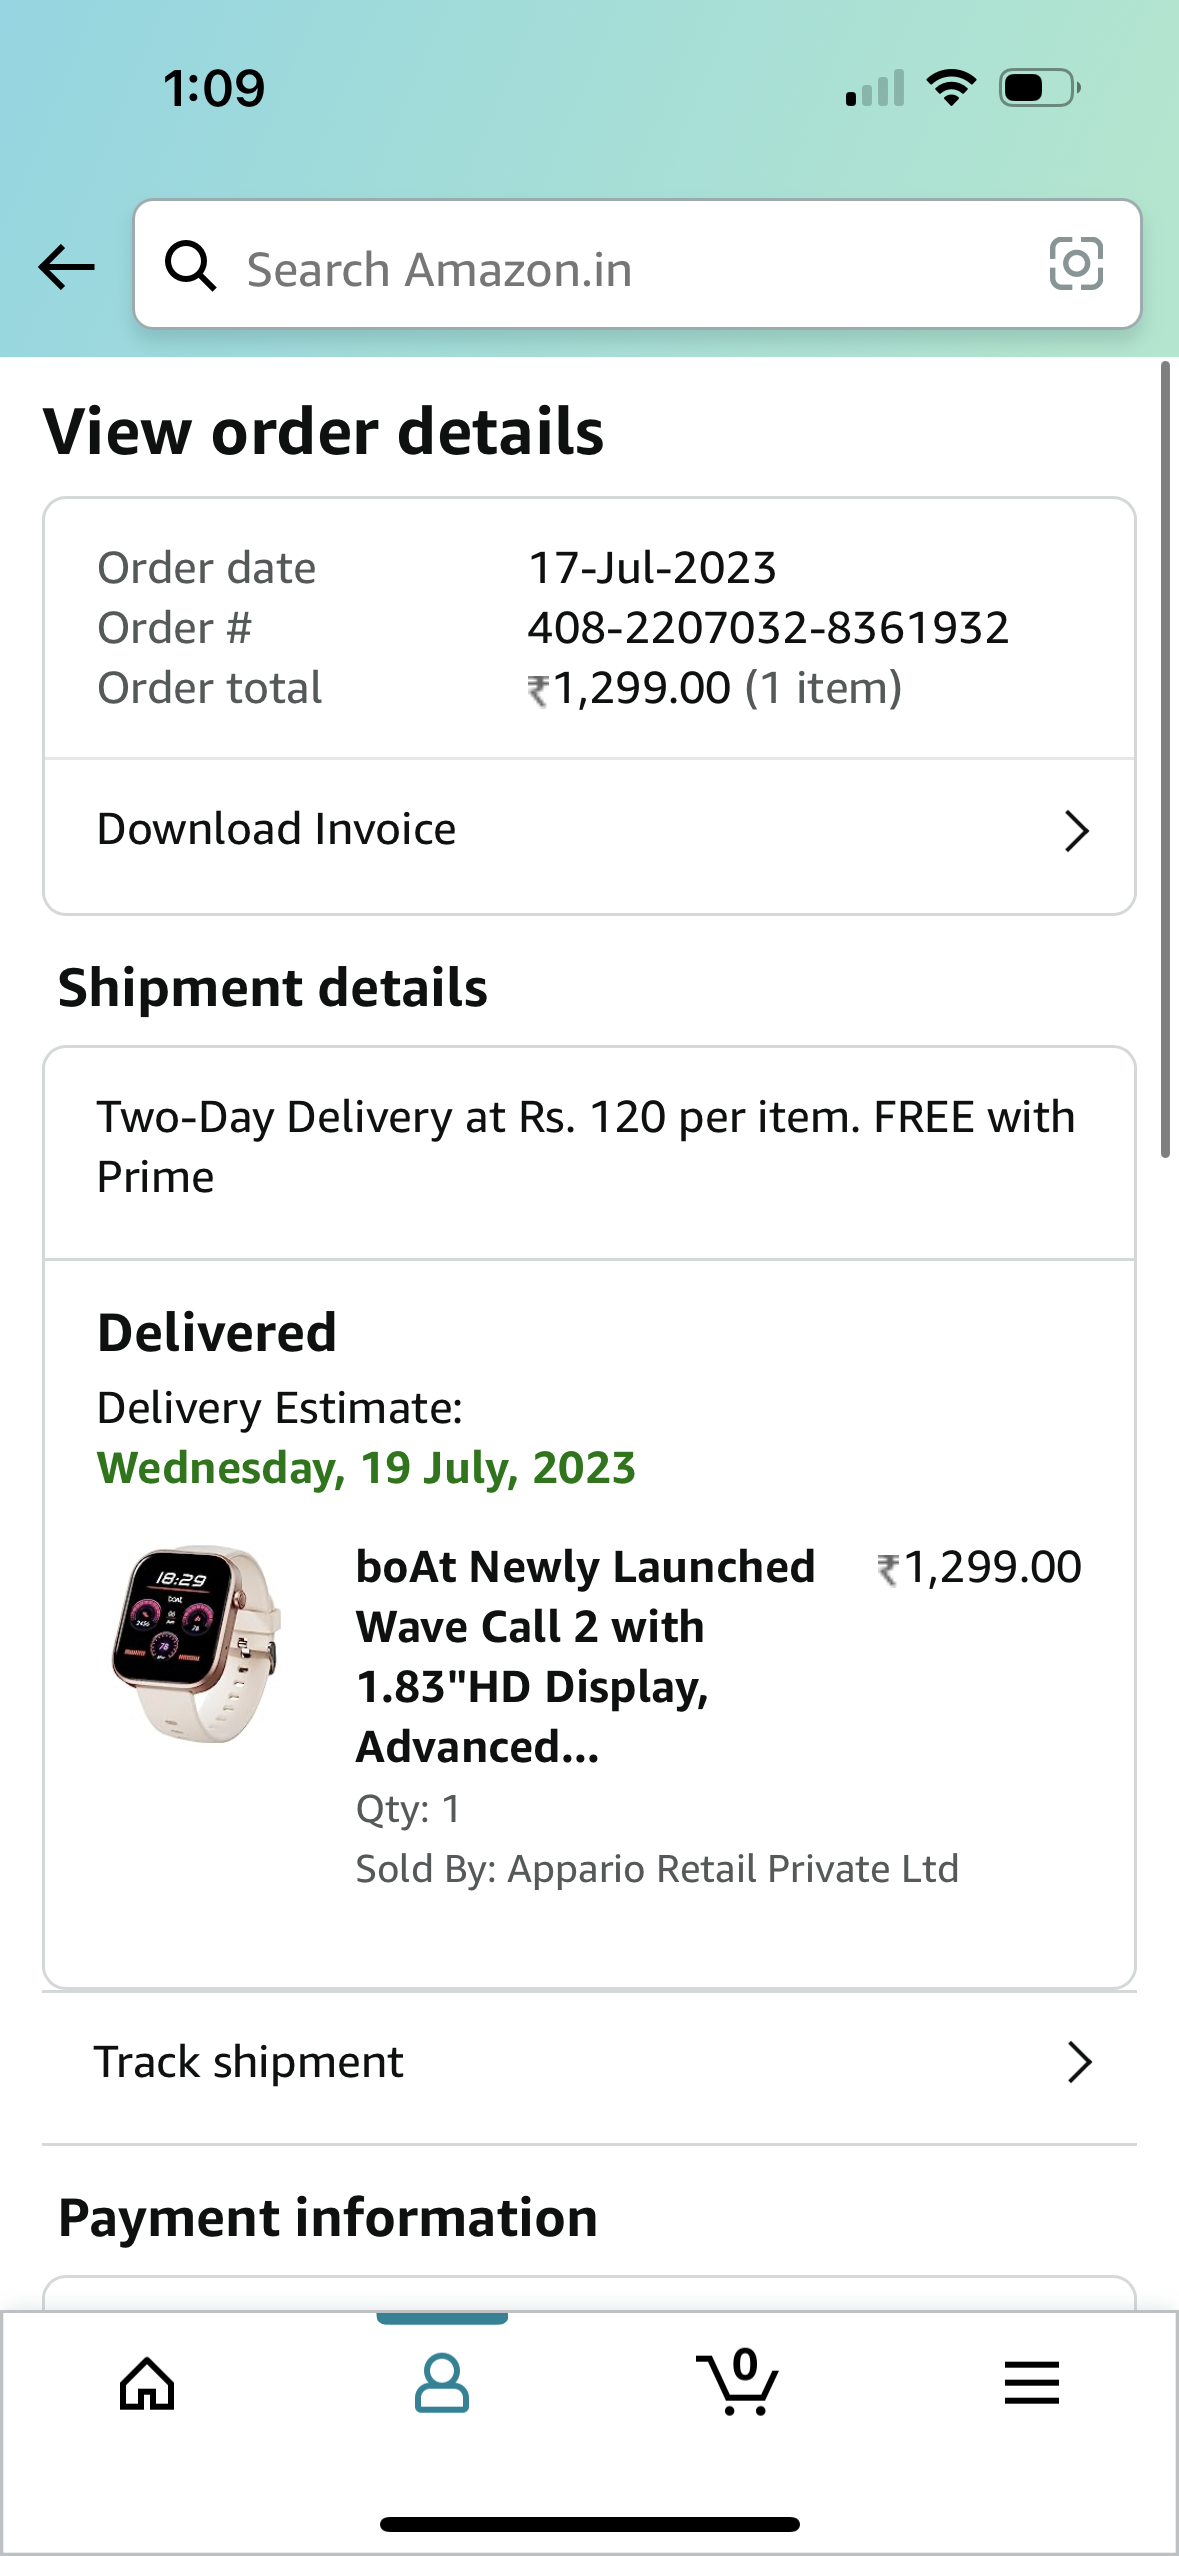 1:09
Search Amazon.in
View order details
Order date 17-Jul-2023
Order # 408-2207032-8361932
Order total ₹1,299.00 (1 item)
Download Invoice
Shipment details
Two-Day Delivery at Rs. 120 per item. FREE with
Prime
Delivered
Delivery Estimate:
Wednesday, 19 July, 2023
18:29
boAt
boAt Newly Launched ₹1,299.00
Wave Call 2 with
1.83"HD Display,
Advanced...
Qty: 1
Sold By: Appario Retail Private Ltd
Track shipment
Payment information
0